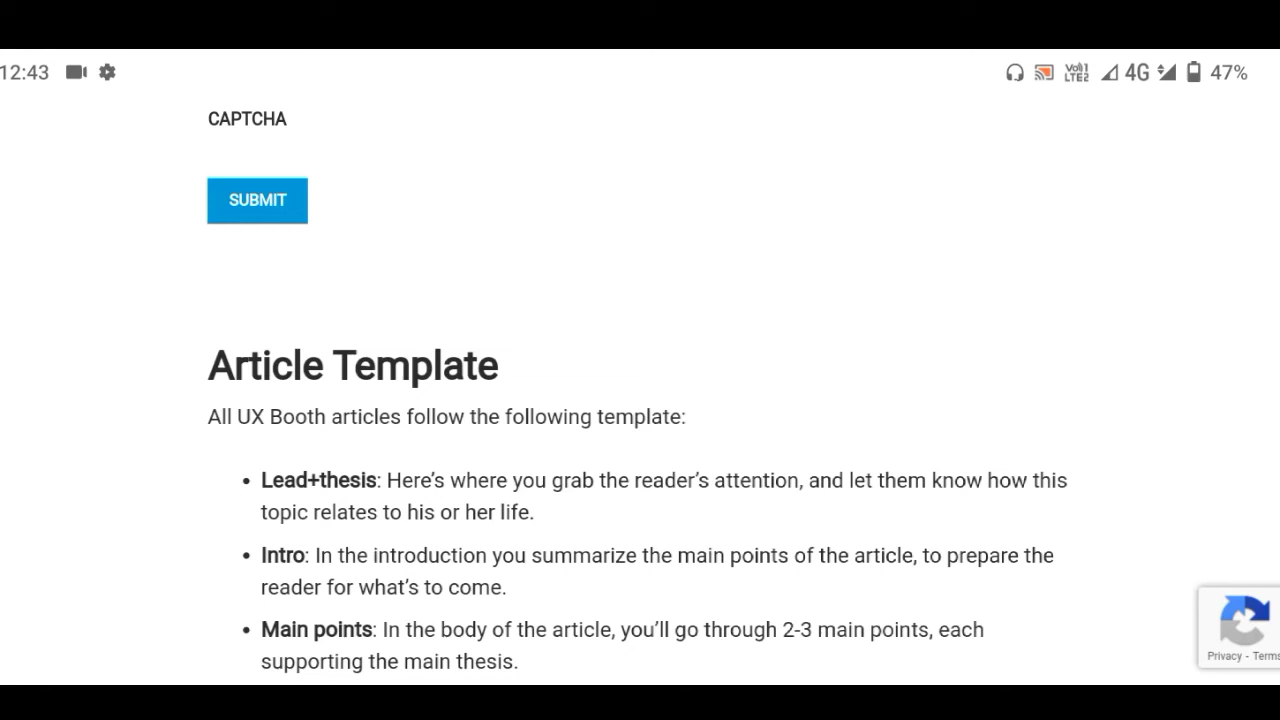 12:43 Vol) 1 LTE2 4G 47%
CAPTCHA
SUBMIT
Article Template
All UX Booth articles follow the following template:
• Lead+thesis: Here’s where you grab the reader’s attention, and let them know how this
topic relates to his or her life.
• Intro: In the introduction you summarize the main points of the article, to prepare the
reader for what’s to come.
• Main points: In the body of the article, you’ll go through 2-3 main points, each
supporting the main thesis.
Privacy - Terms